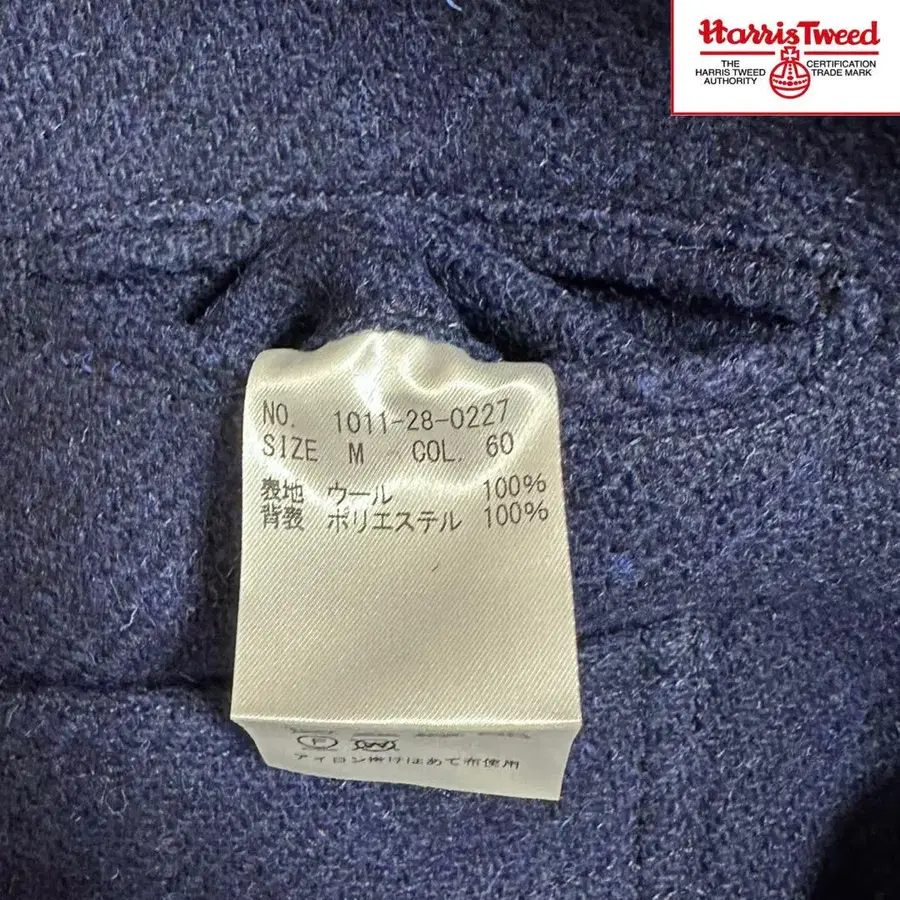 Harris Tweed
THE
HARRIS TWEED
AUTHORITY
CERTIFICATION
TRADE MARK
NO. 1011-28-0227
SIZE M COL. 60
表地 ウール 100%
背裏 ポリエステル 100%
F W
アイロン掛けはあて布使用